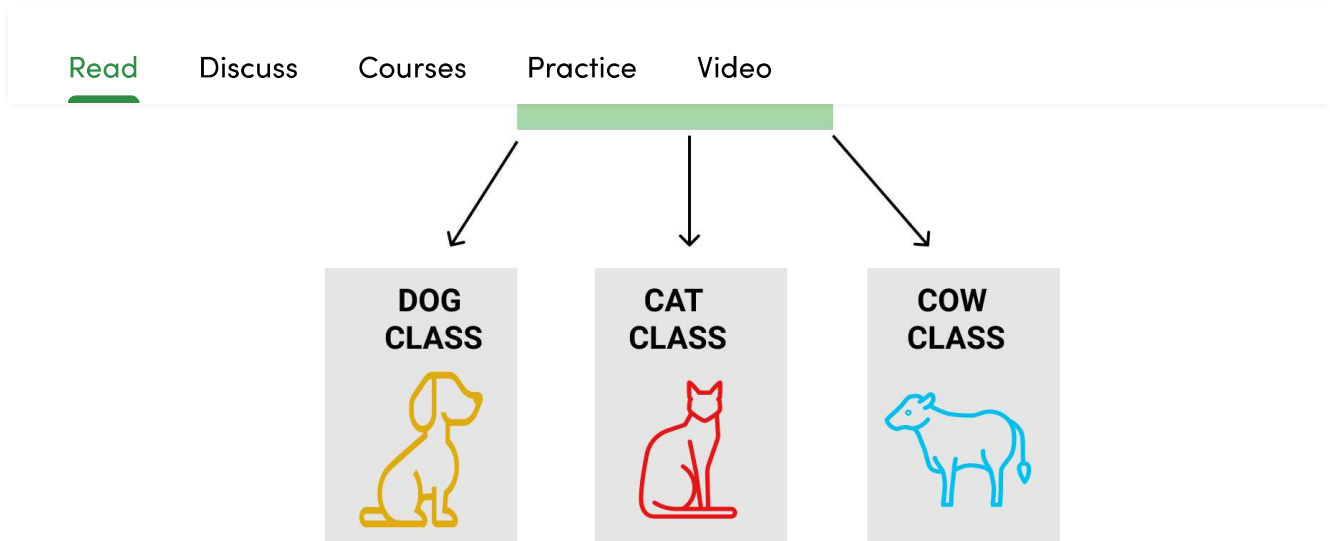 Read Discuss Courses Practice Video
DOG CLASS
CAT CLASS
COW CLASS